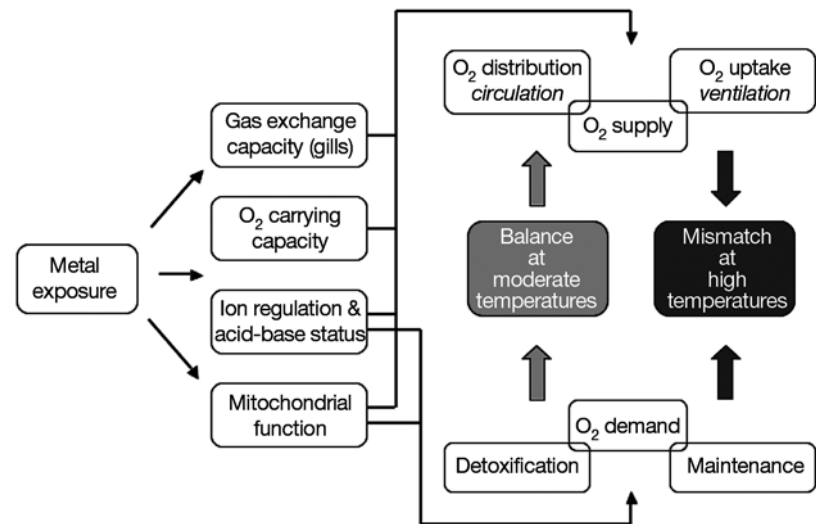 Metal
exposure
Gas exchange
capacity (gills)
O₂ carrying
capacity
Ion regulation &
acid-base status
Mitochondrial
function
O₂ distribution
circulation
O₂ uptake
ventilation
O₂ supply
Balance
at
moderate
temperatures
Mismatch
at
high
temperatures
O₂ demand
Detoxification
Maintenance